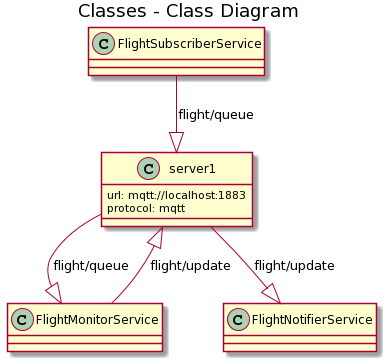 Classes - Class Diagram
C FlightSubscriberService
flight/queue
C server1
url: mqtt://localhost:1883
protocol: mqtt
flight/queue
flight/update
flight/update
C FlightMonitorService
C FlightNotifierService